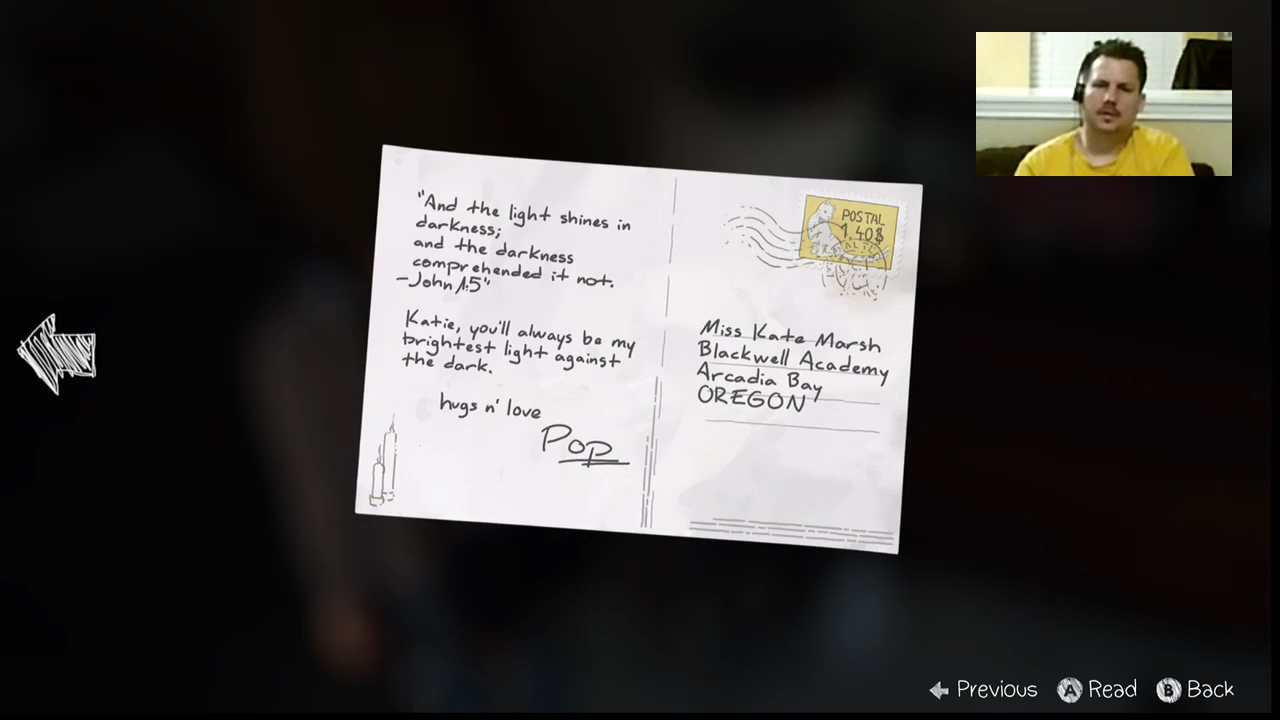 "And the light shines in
darkness;
and the darkness
comprehended it not.
-John 1:5"
Katie, you'll always be my
brightest light against
the dark.
hugs n' love
Pop
POSTAL
1,40$
Miss Kate Marsh
Blackwell Academy
Arcadia Bay
OREGON
Previous
A Read
B Back